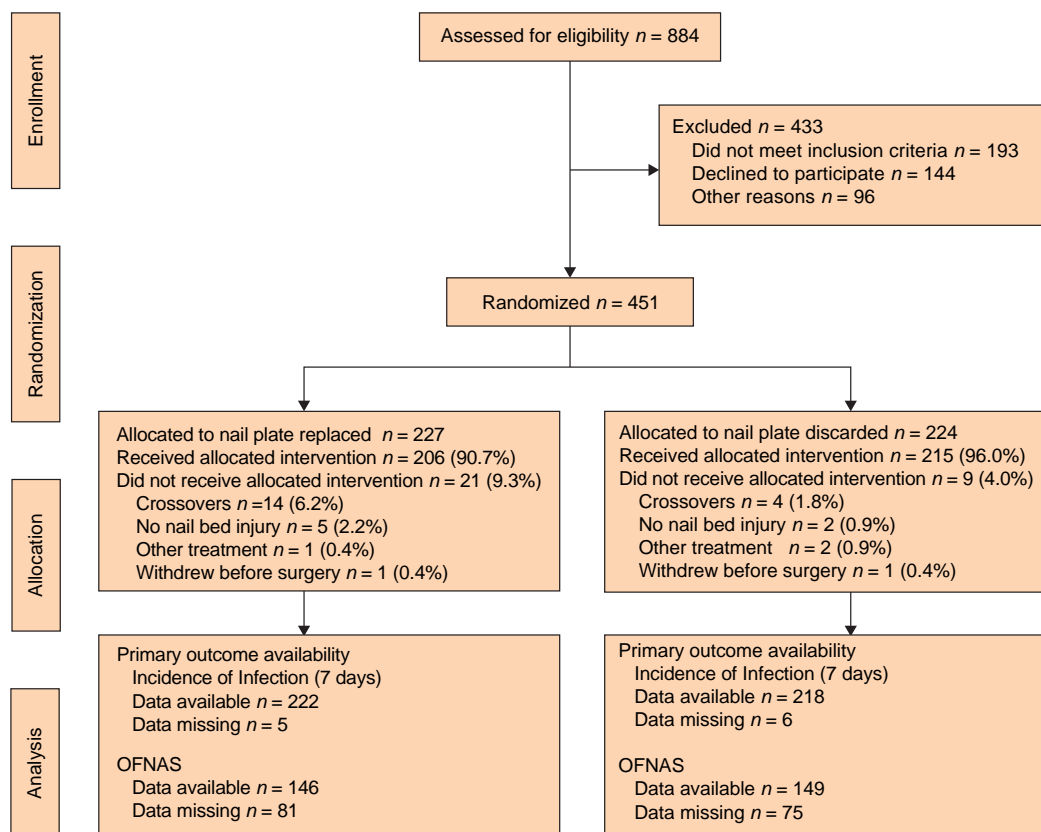 Enrollment
Assessed for eligibility n = 884
Excluded n = 433
Did not meet inclusion criteria n = 193
Declined to participate n = 144
Other reasons n = 96
Randomization
Randomized n = 451
Allocation
Allocated to nail plate replaced n = 227
Received allocated intervention n = 206 (90.7%)
Did not receive allocated intervention n = 21 (9.3%)
Crossovers n =14 (6.2%)
No nail bed injury n = 5 (2.2%)
Other treatment n = 1 (0.4%)
Withdrew before surgery n = 1 (0.4%)
Allocated to nail plate discarded n = 224
Received allocated intervention n = 215 (96.0%)
Did not receive allocated intervention n = 9 (4.0%)
Crossovers n = 4 (1.8%)
No nail bed injury n = 2 (0.9%)
Other treatment n = 2 (0.9%)
Withdrew before surgery n = 1 (0.4%)
Analysis
Primary outcome availability
Incidence of Infection (7 days)
Data available n = 222
Data missing n = 5
OFNAS
Data available n = 146
Data missing n = 81
Primary outcome availability
Incidence of Infection (7 days)
Data available n = 218
Data missing n = 6
OFNAS
Data available n = 149
Data missing n = 75